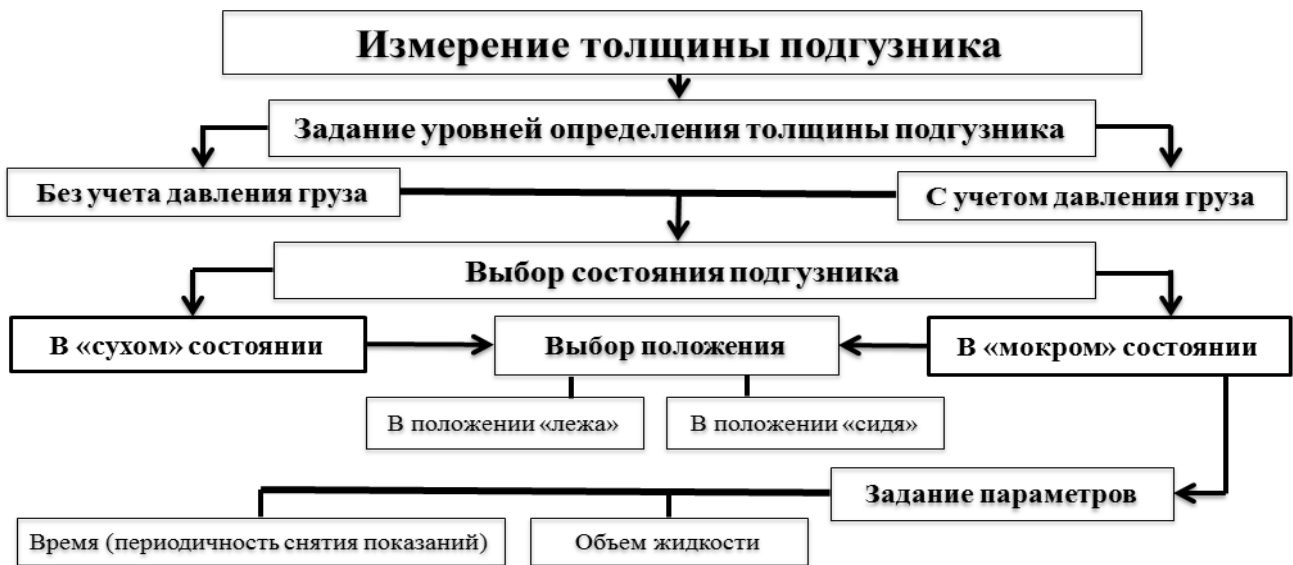 Измерение толщины подгузника
Задание уровней определения толщины подгузника
Без учета давления груза
С учетом давления груза
Выбор состояния подгузника
В «сухом» состоянии
Выбор положения
В «мокром» состоянии
В положении «лежа»
В положении «сидя»
Задание параметров
Время (периодичность снятия показаний)
Объем жидкости